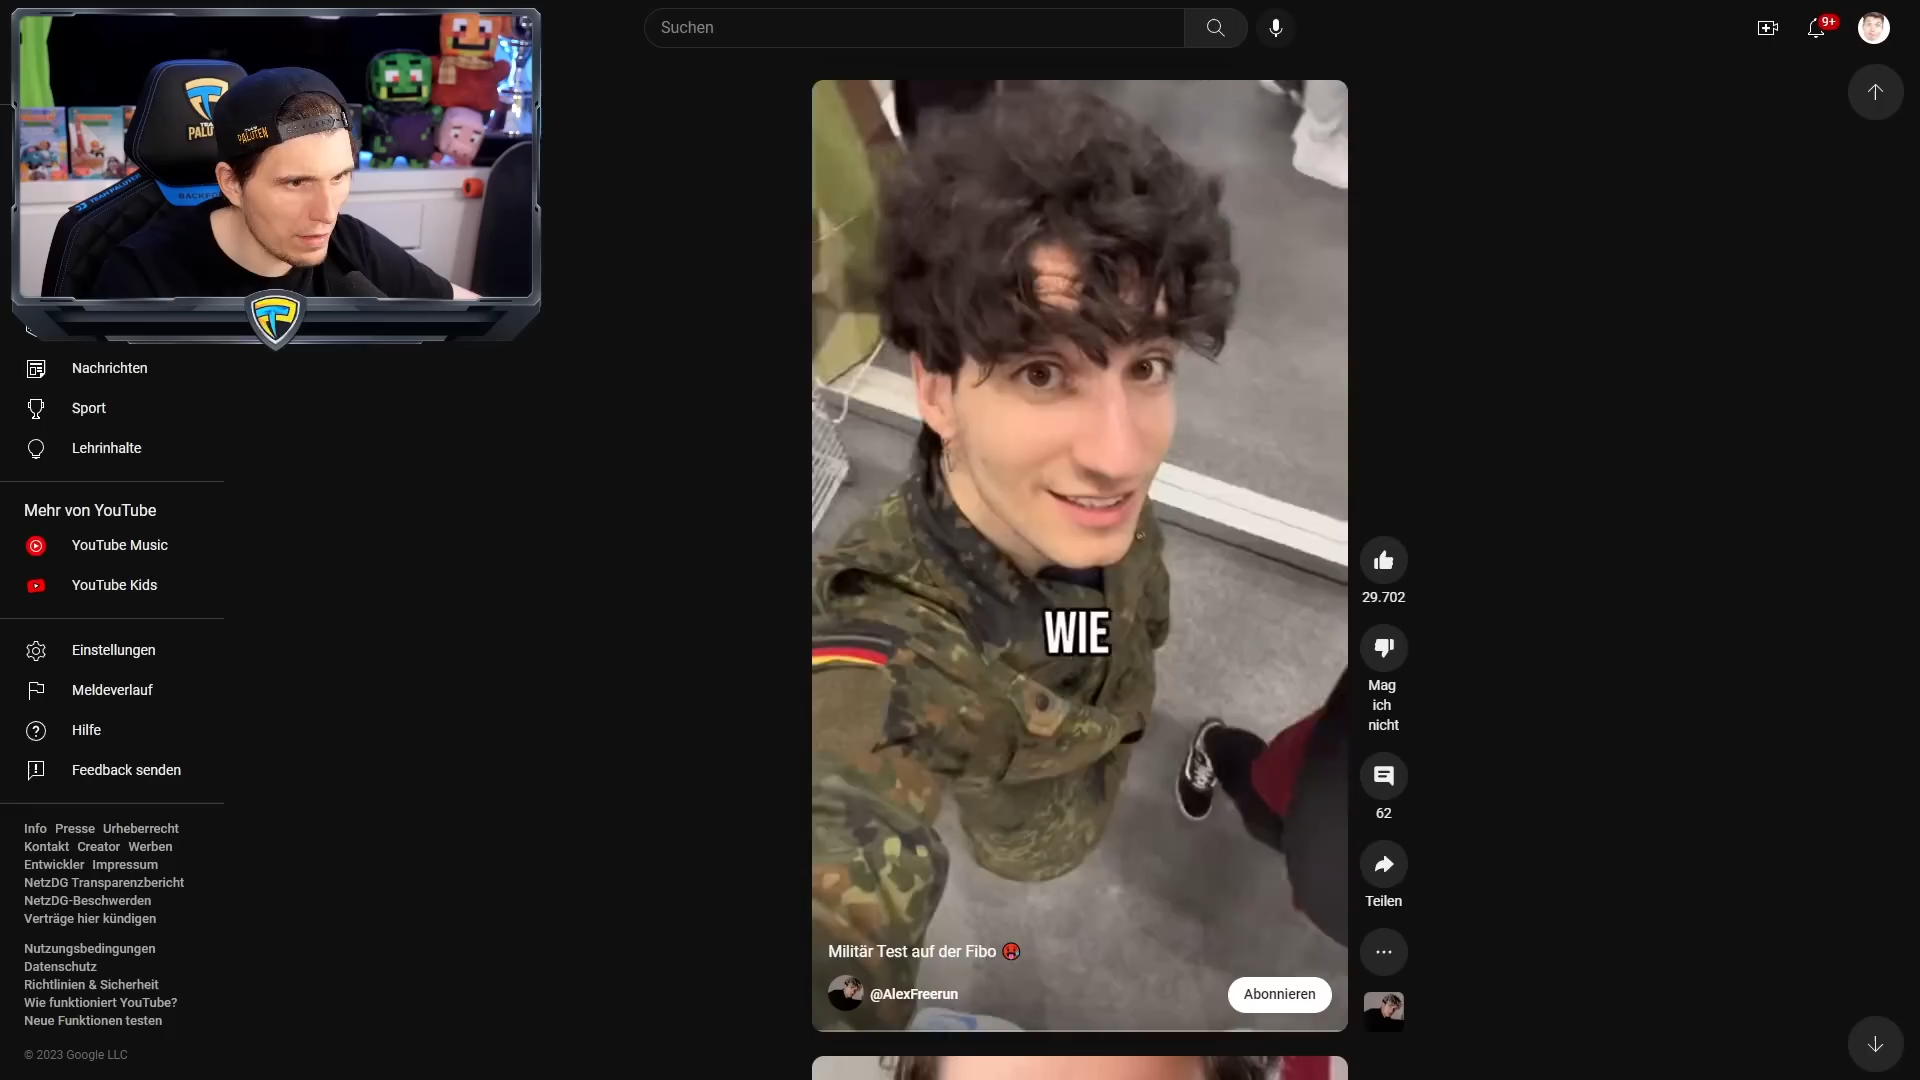 Suchen
9+
PALUTEN
TEAM PALUTEN
Nachrichten
Sport
Lehrinhalte
Mehr von YouTube
YouTube Music
YouTube Kids
Einstellungen
Meldeverlauf
Hilfe
Feedback senden
Info Presse Urheberrecht
Kontakt Creator Werben
Entwickler Impressum
NetzDG Transparenzbericht
NetzDG-Beschwerden
Verträge hier kündigen
Nutzungsbedingungen
Datenschutz
Richtlinien & Sicherheit
Wie funktioniert YouTube?
Neue Funktionen testen
© 2023 Google LLC
WIE
Militär Test auf der Fibo
@AlexFreerun
Abonnieren
29.702
Mag
ich
nicht
62
Teilen